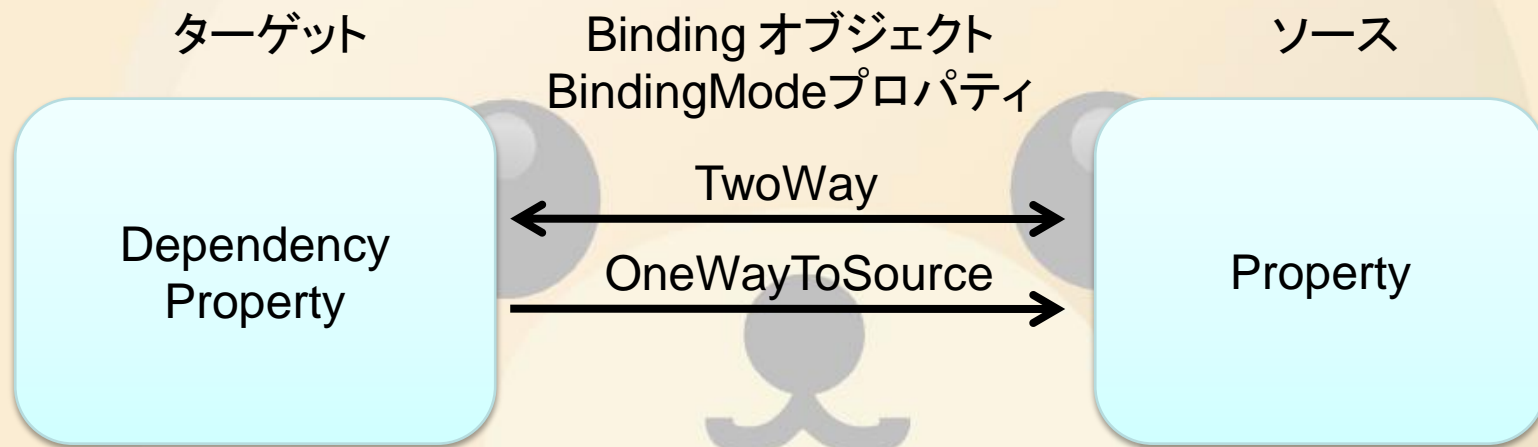 ターゲット
Binding オブジェクト
BindingModeプロパティ
ソース
TwoWay
OneWayToSource
Dependency
Property
Property